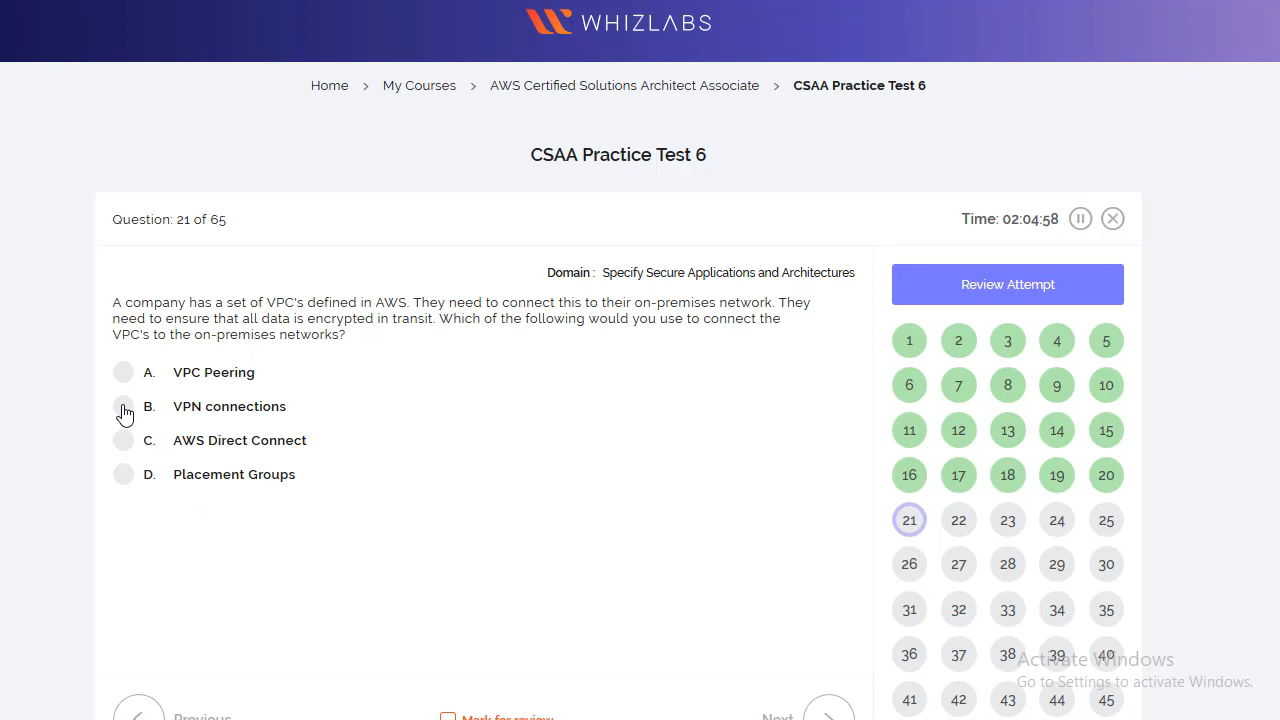 WHIZLABS
Home > My Courses > AWS Certified Solutions Architect Associate > CSAA Practice Test 6
CSAA Practice Test 6
Question: 21 of 65
Time: 02:04:58
Domain : Specify Secure Applications and Architectures
A company has a set of VPC's defined in AWS. They need to connect this to their on-premises network. They
need to ensure that all data is encrypted in transit. Which of the following would you use to connect the
VPC's to the on-premises networks?
A. VPC Peering
B. VPN connections
C. AWS Direct Connect
D. Placement Groups
Review Attempt
1 2 3 4 5
6 7 8 9 10
11 12 13 14 15
16 17 18 19 20
21 22 23 24 25
26 27 28 29 30
31 32 33 34 35
36 37 38 39 40
41 42 43 44 45
Activate Windows
Go to Settings to activate Windows.
Previous
Mark for review
Next